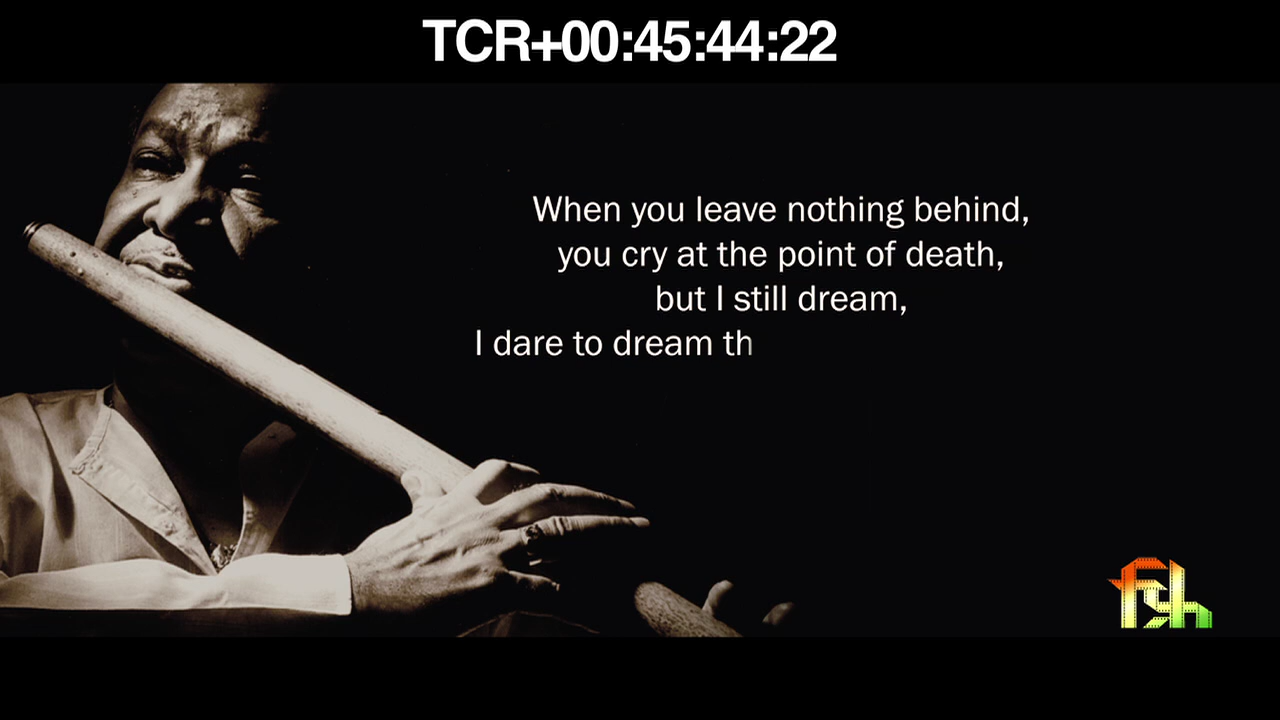 TCR+00:45:44:22
When you leave nothing behind,
you cry at the point of death,
but I still dream,
I dare to dream th